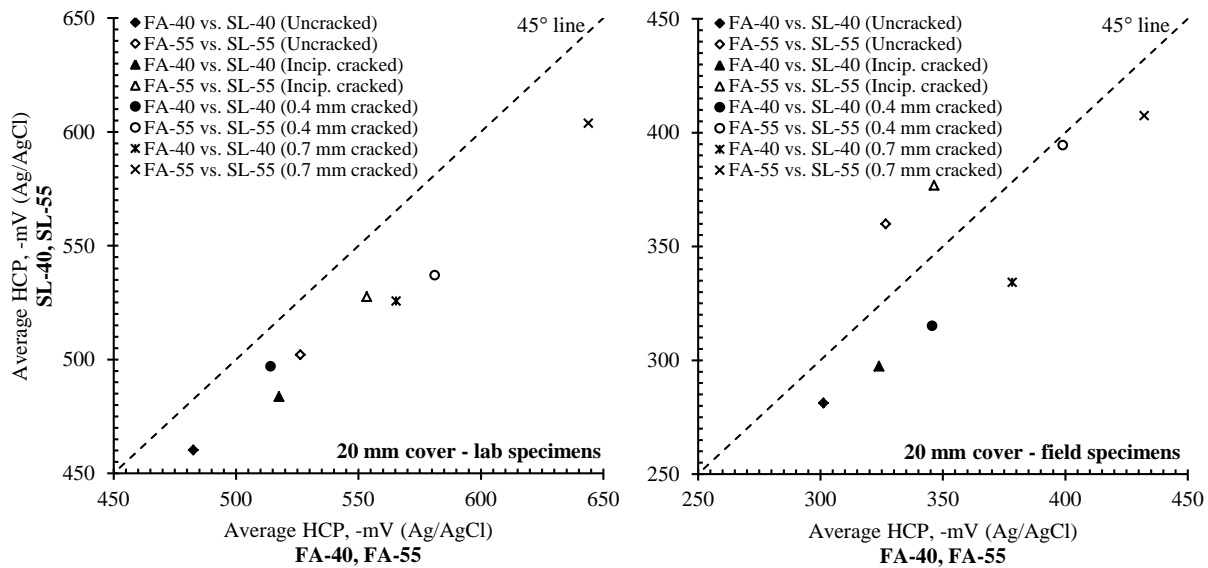 650
600
550
500
450
450
500
550
600
650
Average HCP, -mV (Ag/AgCl)
SL-40, SL-55
45° line
FA-40 vs. SL-40 (Uncracked)
FA-55 vs. SL-55 (Uncracked)
FA-40 vs. SL-40 (Incip. cracked)
FA-55 vs. SL-55 (Incip. cracked)
FA-40 vs. SL-40 (0.4 mm cracked)
FA-55 vs. SL-55 (0.4 mm cracked)
FA-40 vs. SL-40 (0.7 mm cracked)
FA-55 vs. SL-55 (0.7 mm cracked)
20 mm cover - lab specimens
Average HCP, -mV (Ag/AgCl)
FA-40, FA-55
450
400
350
300
250
250
300
350
400
450
45° line
FA-40 vs. SL-40 (Uncracked)
FA-55 vs. SL-55 (Uncracked)
FA-40 vs. SL-40 (Incip. cracked)
FA-55 vs. SL-55 (Incip. cracked)
FA-40 vs. SL-40 (0.4 mm cracked)
FA-55 vs. SL-55 (0.4 mm cracked)
FA-40 vs. SL-40 (0.7 mm cracked)
FA-55 vs. SL-55 (0.7 mm cracked)
20 mm cover - field specimens
Average HCP, -mV (Ag/AgCl)
FA-40, FA-55